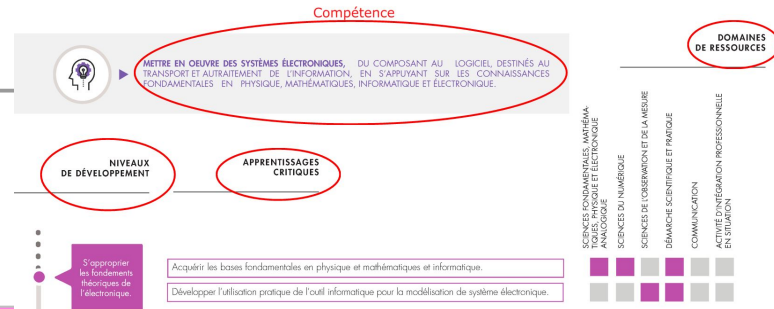 Compétence
METTRE EN OEUVRE DES SYSTÈMES ÉLECTRONIQUES, DU COMPOSANT AU LOGICIEL, DESTINÉS AU
TRANSPORT ET AUTRAITEMENT DE L'INFORMATION, EN S'APPUYANT SUR LES CONNAISSANCES
FONDAMENTALES EN PHYSIQUE, MATHÉMATIQUES, INFORMATIQUE ET ÉLECTRONIQUE.
DOMAINES
DE RESSOURCES
NIVEAUX
DE DÉVELOPPEMENT
APPRENTISSAGES
CRITIQUES
SCIENCES FONDAMENTALES, MATHÉMA-
TIQUES, PHYSIQUE ET ÉLECTRONIQUE
ANALOGIQUE
SCIENCES DU NUMÉRIQUE
SCIENCES DE L'OBSERVATION ET DE LA MESURE
DÉMARCHE SCIENTIFIQUE ET PRATIQUE
COMMUNICATION
ACTIVITÉ D'INTÉGRATION PROFESSIONNELLE
EN SITUATION
S'approprier
les fondements
théoriques de
l'électronique.
Acquérir les bases fondamentales en physique et mathématiques et informatique.
Développer l'utilisation pratique de l'outil informatique pour la modélisation de système électronique.